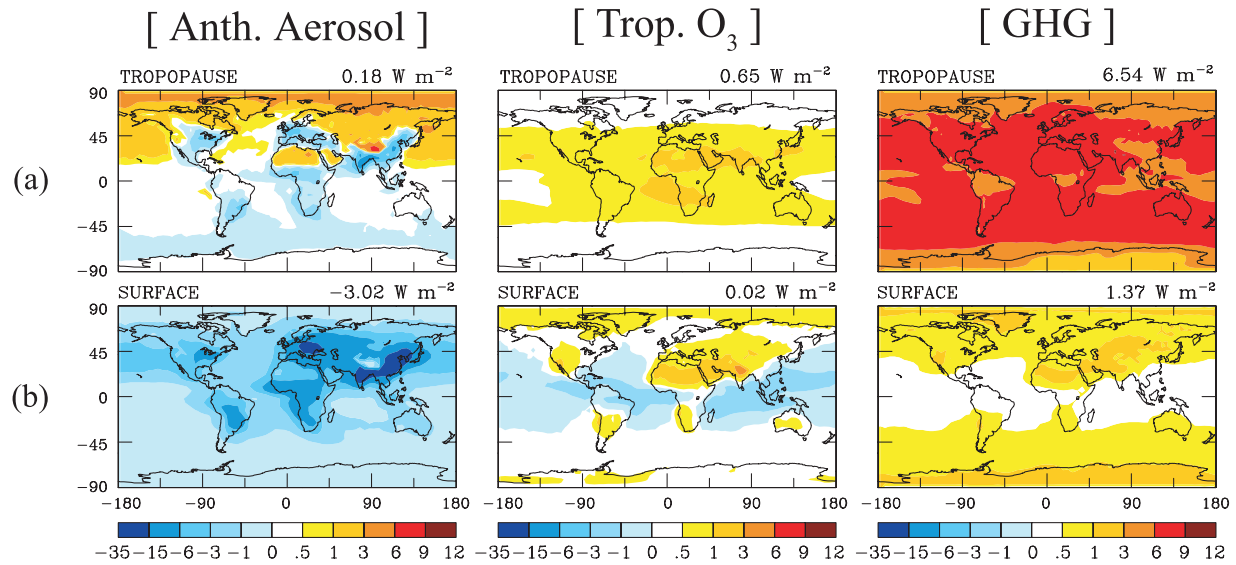 [ Anth. Aerosol ] [ Trop. O₃ ] [ GHG ]
TROPOPAUSE 0.18 W m⁻² TROPOPAUSE 0.65 W m⁻² TROPOPAUSE 6.54 W m⁻²
90
45
(a) 0
−45
−90
SURFACE −3.02 W m⁻² SURFACE 0.02 W m⁻² SURFACE 1.37 W m⁻²
90
45
(b) 0
−45
−90
−180 −90 0 90 180 −180 −90 0 90 180 −180 −90 0 90 180
−35 −15 −6 −3 −1 0 .5 1 3 6 9 12 −35 −15 −6 −3 −1 0 .5 1 3 6 9 12 −35 −15 −6 −3 −1 0 .5 1 3 6 9 12